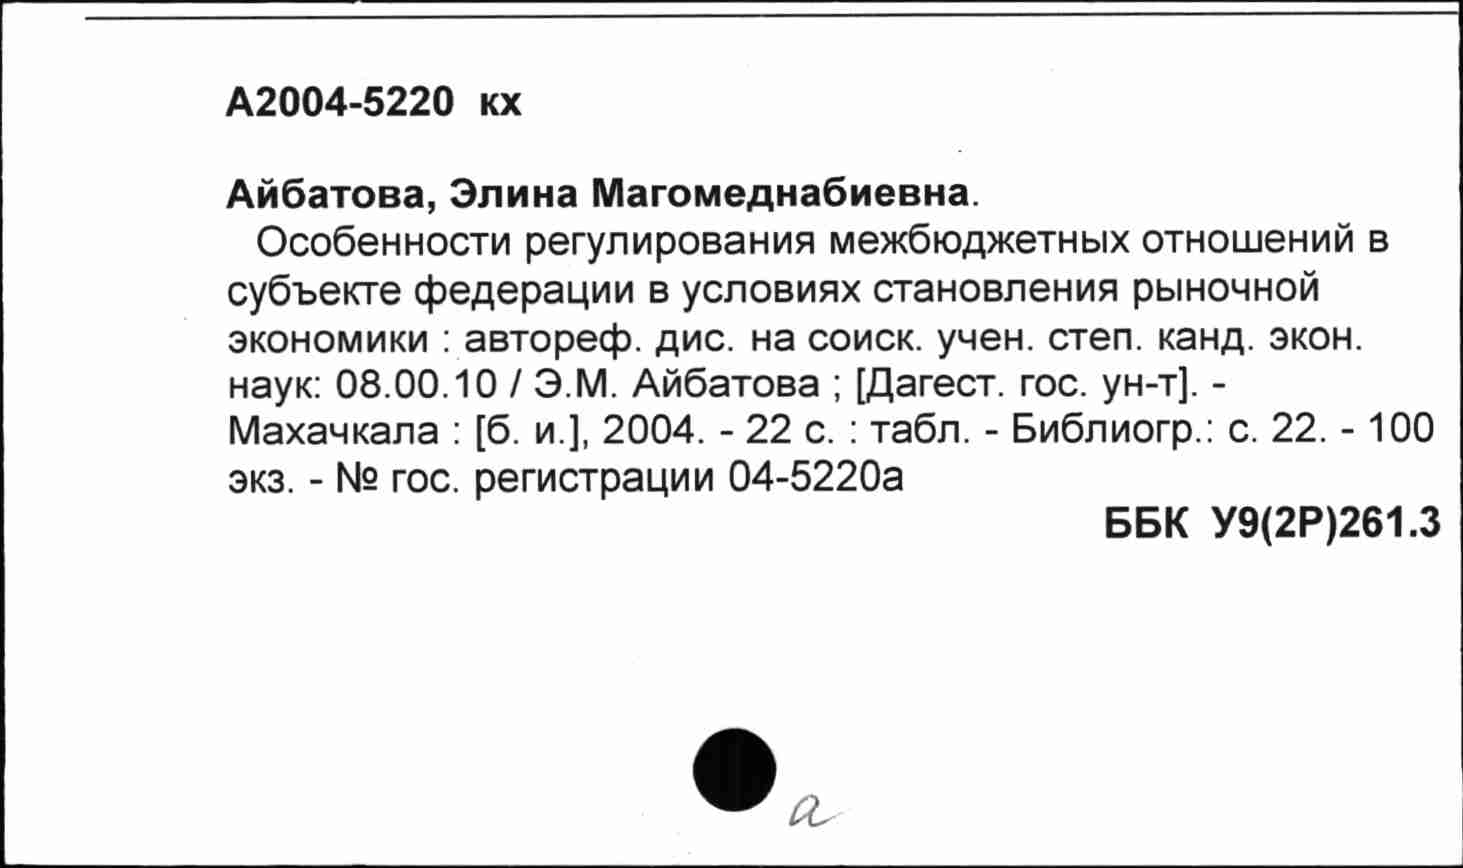 А2004-5220 кх
Айбатова, Элина Магомеднабиевна.
Особенности регулирования межбюджетных отношений в
субъекте федерации в условиях становления рыночной
экономики : автореф. дис. на соиск. учен. степ. канд. экон.
наук: 08.00.10 / Э.М. Айбатова ; [Дагест. гос. ун-т]. -
Махачкала : [б. и.], 2004. - 22 с. : табл. - Библиогр.: с. 22. - 100
экз. - № гос. регистрации 04-5220а
ББК У9(2Р)261.3
а